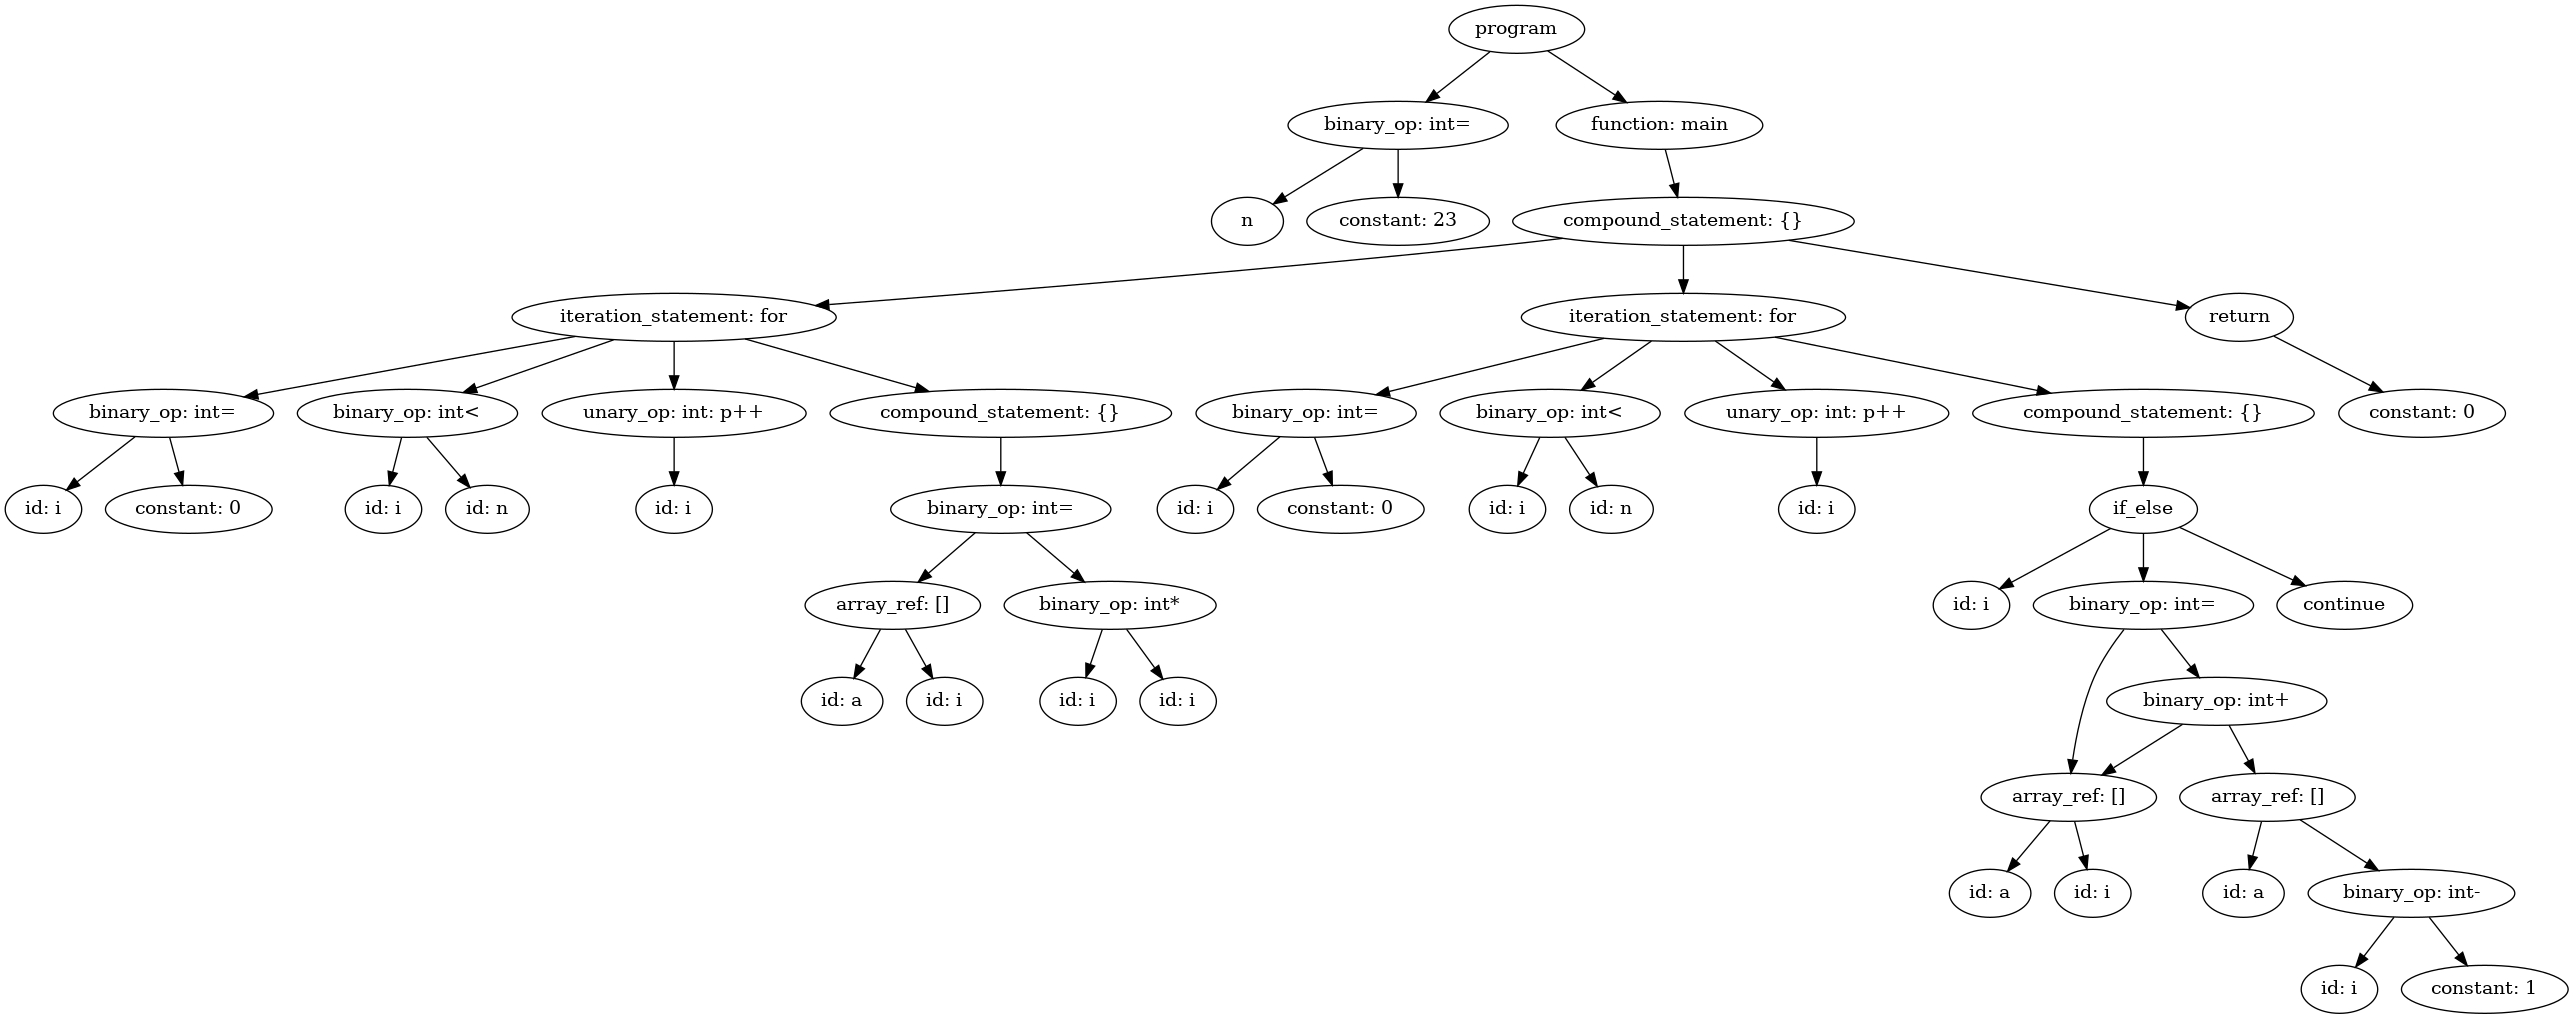 program
binary_op: int=
function: main
n
constant: 23
compound_statement: {}
iteration_statement: for
iteration_statement: for
return
binary_op: int=
binary_op: int<
unary_op: int: p++
compound_statement: {}
binary_op: int=
binary_op: int<
unary_op: int: p++
compound_statement: {}
constant: 0
id: i
constant: 0
id: i
id: n
id: i
binary_op: int=
id: i
constant: 0
id: i
id: n
id: i
if_else
array_ref: []
binary_op: int*
id: i
binary_op: int=
continue
id: a
id: i
id: i
id: i
binary_op: int+
array_ref: []
array_ref: []
id: a
id: i
id: a
binary_op: int-
id: i
constant: 1